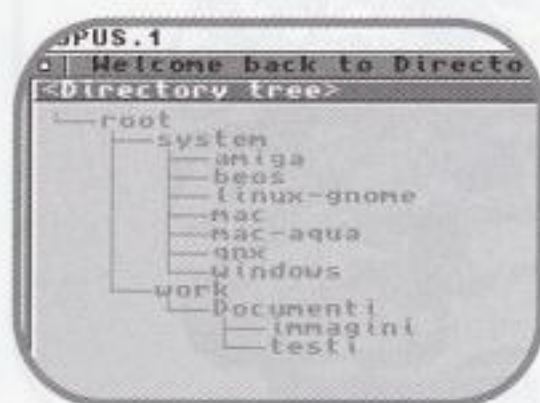 OPUS.1
Welcome back to Directo
<Directory tree>
root
system
amiga
beos
linux-gnome
mac
mac-aqua
qnx
windows
work
Documenti
immagini
testi